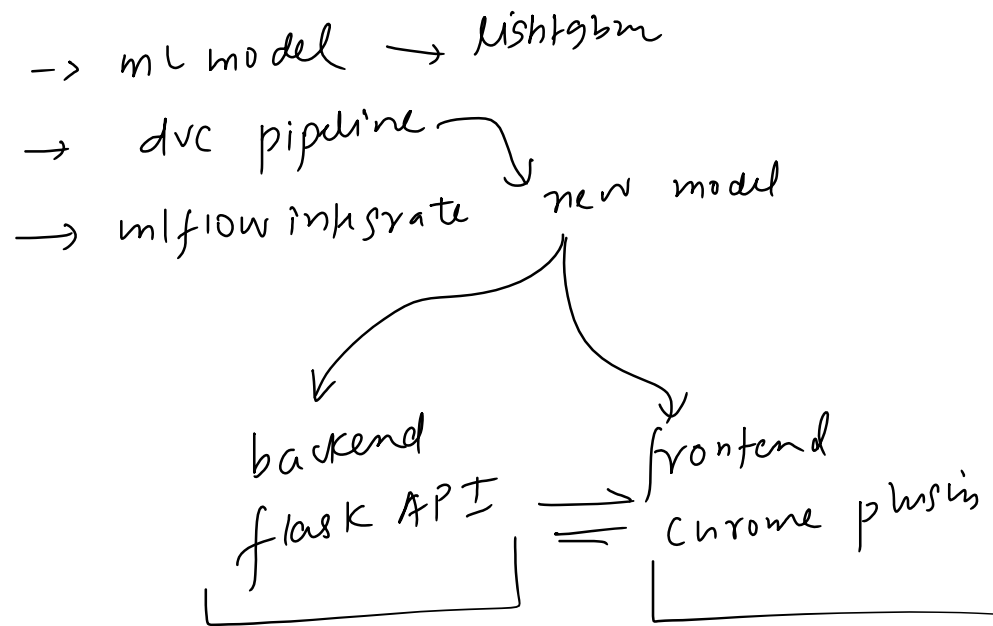 -> ml model → lightgbm
→ dvc pipeline
new model
→ mlflow integrate
backend
flask API
frontend
chrome plugin